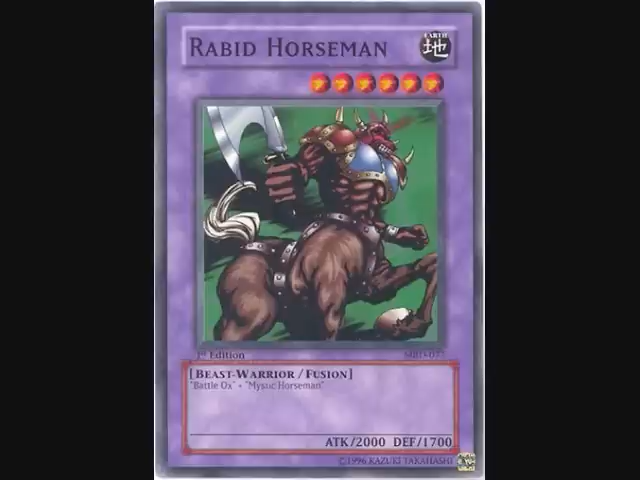 RABID HORSEMAN
EARTH
地
1st Edition
[BEAST-WARRIOR / FUSION]
"Battle Ox" + "Mystic Horseman"
ATK/2000 DEF/1700
©1996 KAZUKI TAKAHASHI